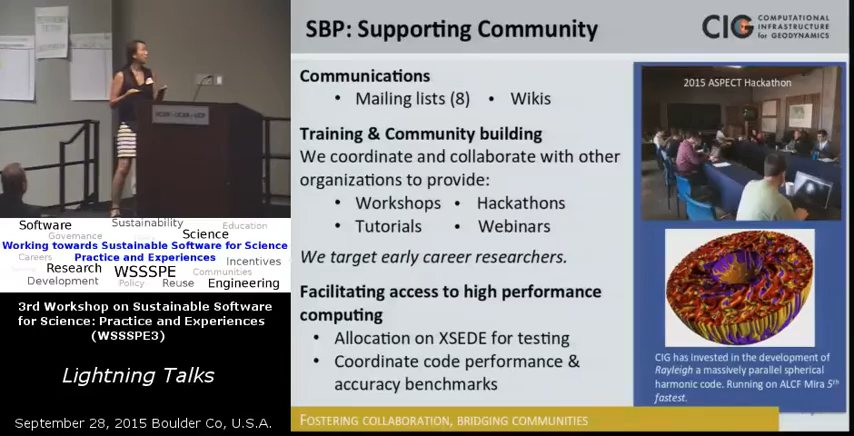 SBP: Supporting Community
CIG COMPUTATIONAL
INFRASTRUCTURE
for GEODYNAMICS
Communications
• Mailing lists (8) • Wikis
Training & Community building
We coordinate and collaborate with other
organizations to provide:
• Workshops • Hackathons
• Tutorials • Webinars
We target early career researchers.
Facilitating access to high performance
computing
• Allocation on XSEDE for testing
• Coordinate code performance &
accuracy benchmarks
2015 ASPECT Hackathon
CIG has invested in the development of
Rayleigh a massively parallel spherical
harmonic code. Running on ALCF Mira 5th
fastest.
FOSTERING COLLABORATION, BRIDGING COMMUNITIES
Software Sustainability Education
Governance Science
Working towards Sustainable Software for Science
Practice and Experiences
Careers Incentives
Research WSSSPE Communities
Development Policy Reuse Engineering
3rd Workshop on Sustainable Software
for Science: Practice and Experiences
(WSSSPE3)
Lightning Talks
September 28, 2015 Boulder Co, U.S.A.